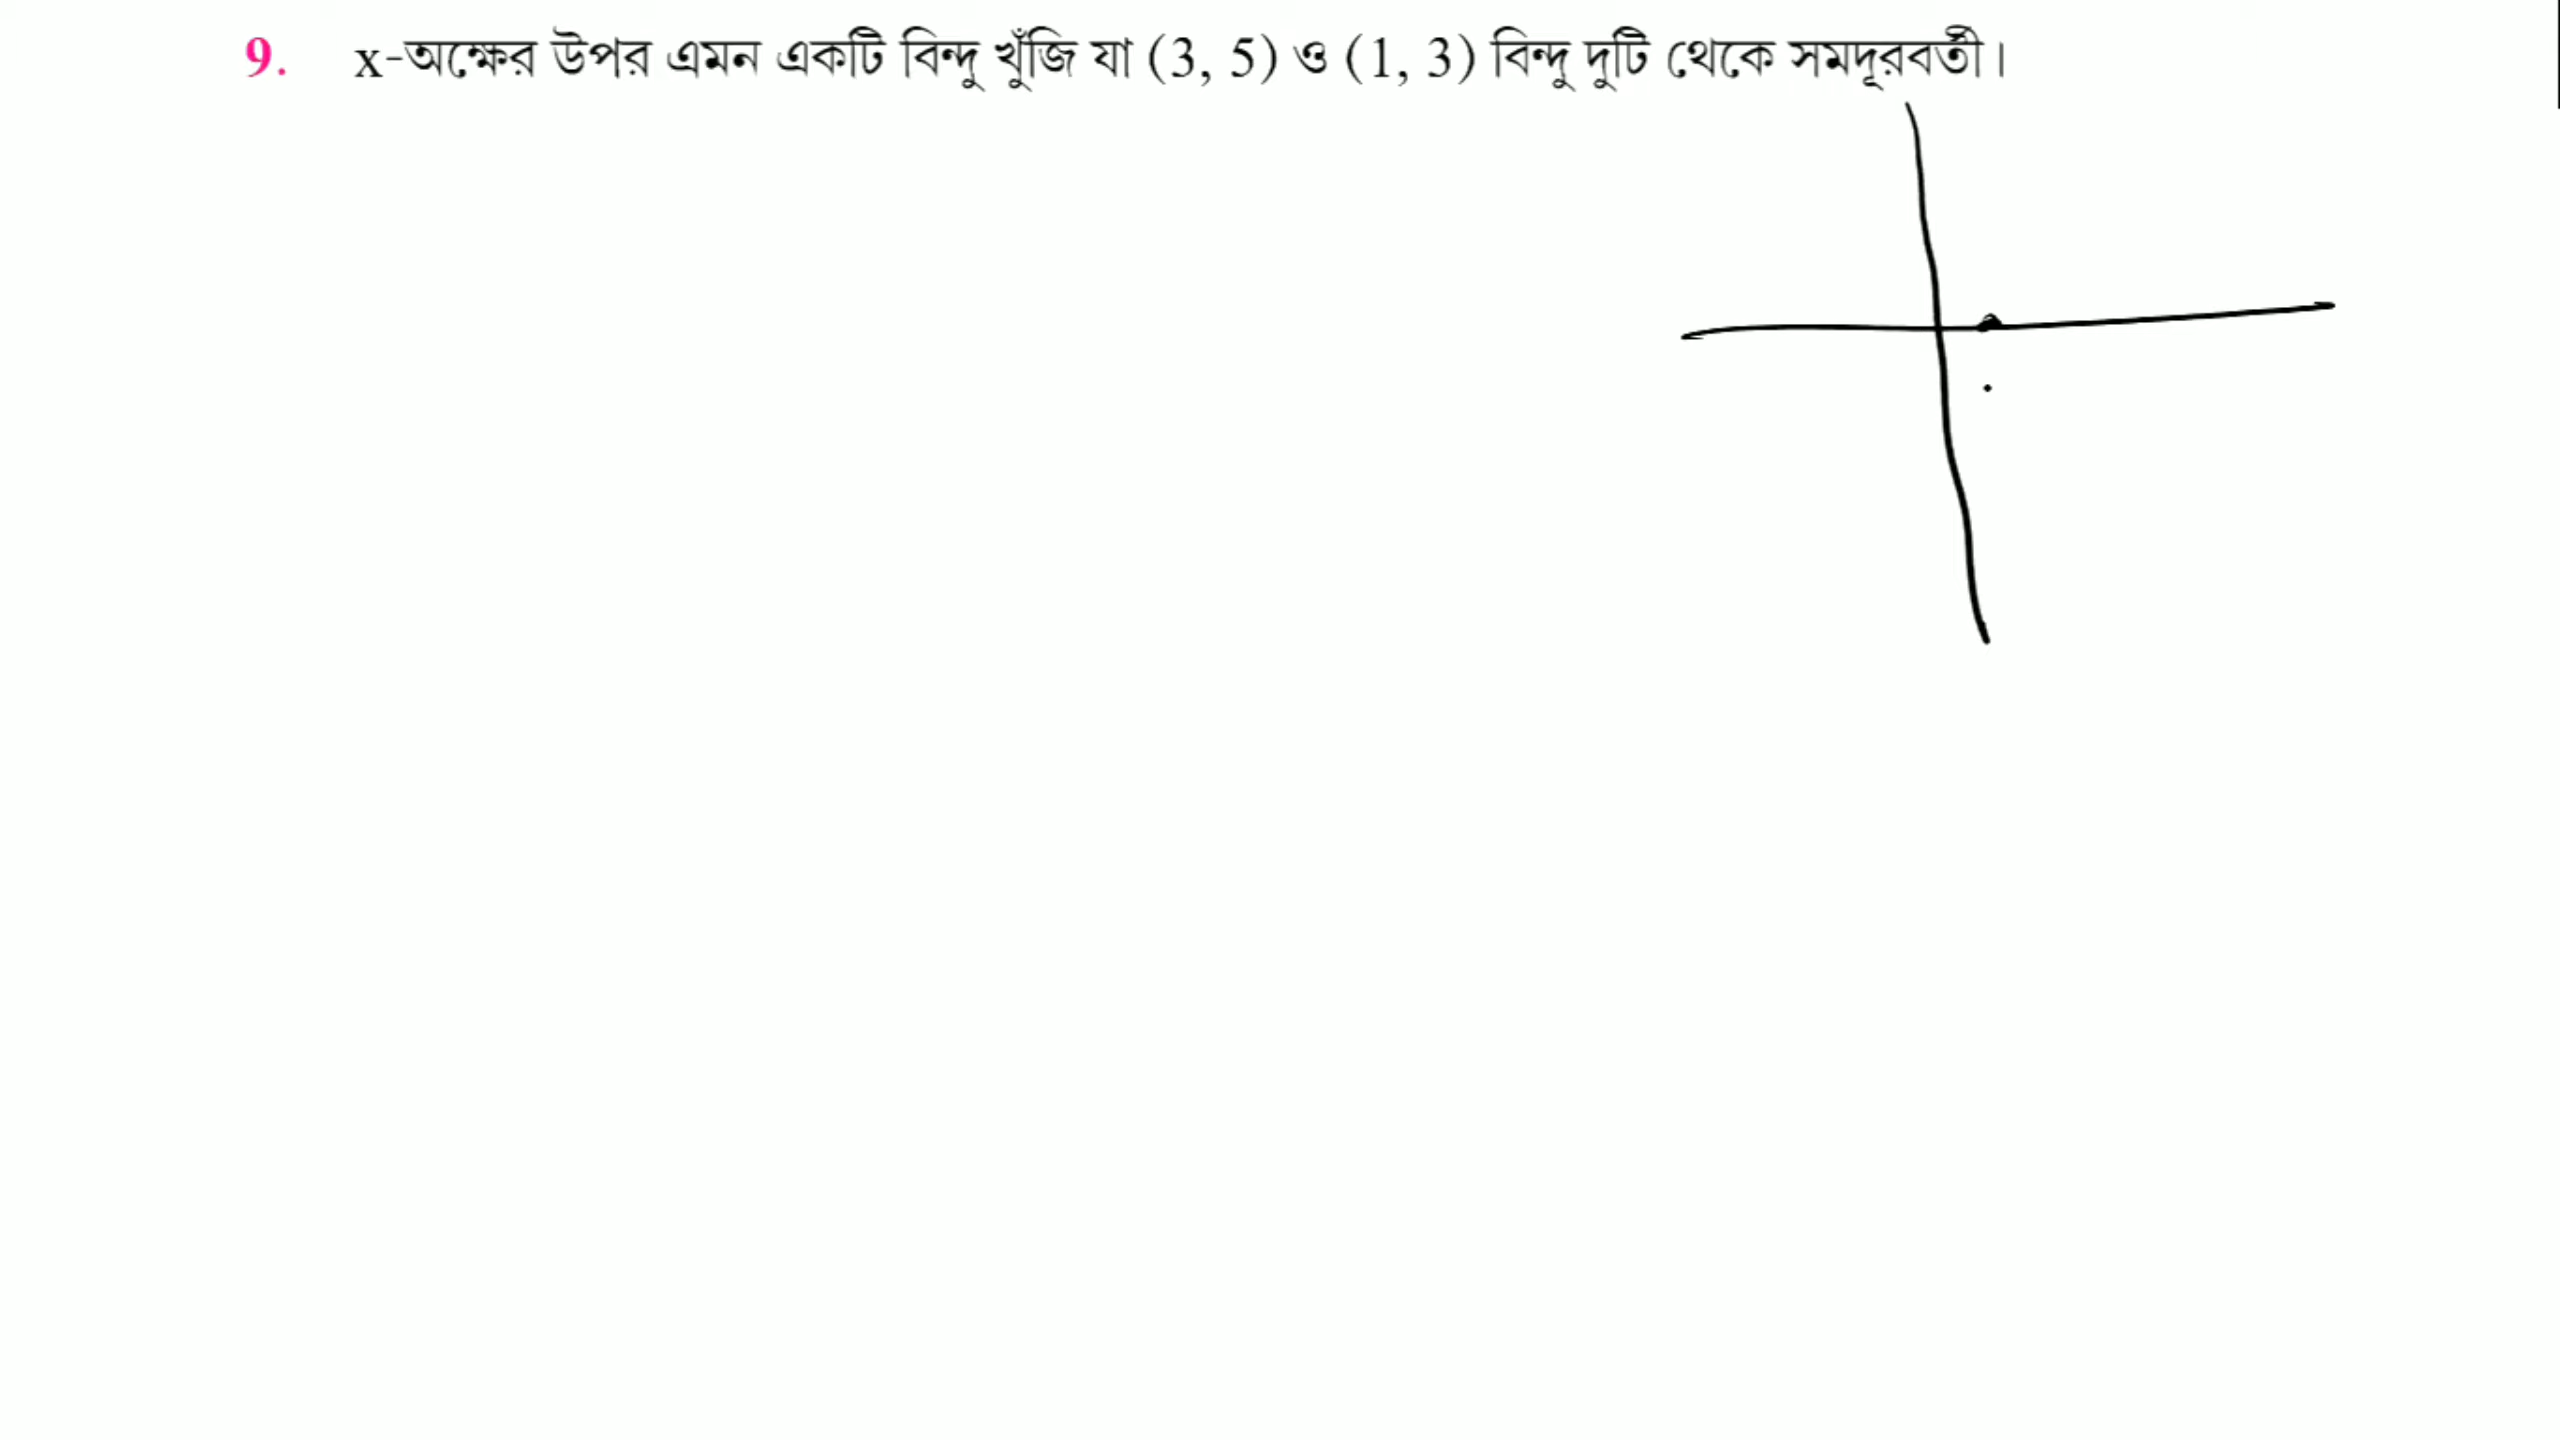 9. x-অক্ষের উপর এমন একটি বিন্দু খুঁজি যা (3, 5) ও (1, 3) বিন্দু দুটি থেকে সমদূরবর্তী।